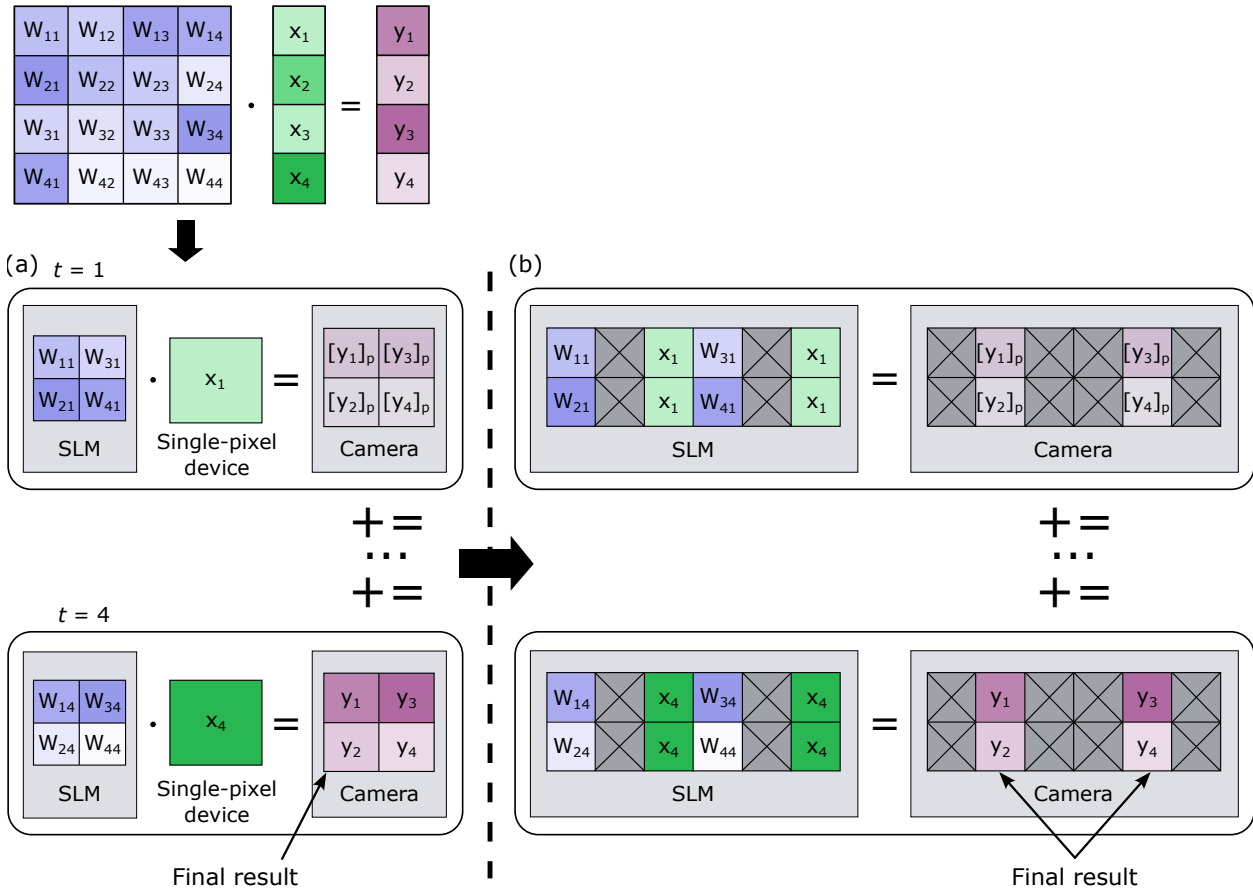 W₁₁ W₁₂ W₁₃ W₁₄ x₁ y₁
W₂₁ W₂₂ W₂₃ W₂₄ x₂ y₂
· =
W₃₁ W₃₂ W₃₃ W₃₄ x₃ y₃
W₄₁ W₄₂ W₄₃ W₄₄ x₄ y₄
(a) t = 1
W₁₁ W₃₁ · x₁ = [y₁]ₚ [y₃]ₚ
W₂₁ W₄₁ [y₂]ₚ [y₄]ₚ
SLM
Single-pixel
device
Camera
+=
...
+=
t = 4
W₁₄ W₃₄ · x₄ = y₁ y₃
W₂₄ W₄₄ y₂ y₄
SLM
Single-pixel
device
Camera
Final result
(b)
W₁₁ x₁ W₃₁ x₁ = [y₁]ₚ [y₃]ₚ
W₂₁ x₁ W₄₁ x₁ [y₂]ₚ [y₄]ₚ
SLM Camera
+=
...
+=
W₁₄ x₄ W₃₄ x₄ = y₁ y₃
W₂₄ x₄ W₄₄ x₄ y₂ y₄
SLM Camera
Final result